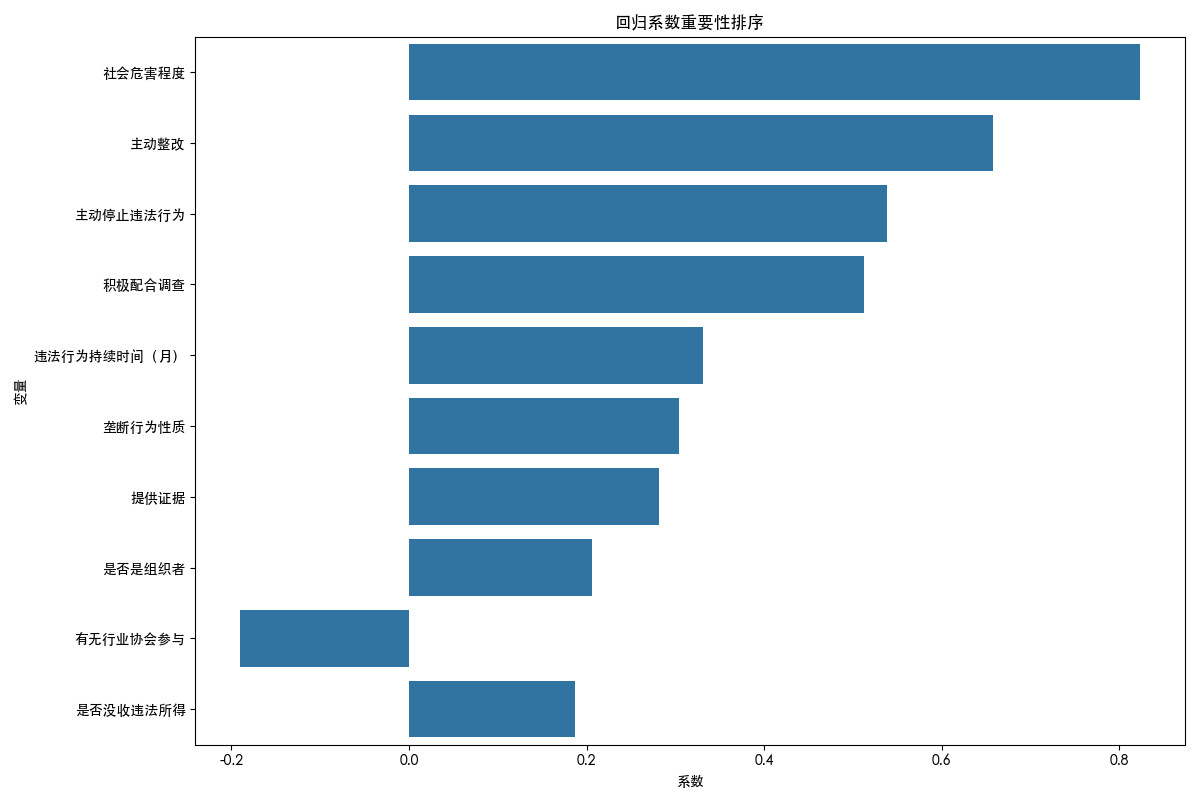 回归系数重要性排序
社会危害程度
主动整改
主动停止违法行为
积极配合调查
违法行为持续时间（月）
垄断行为性质
提供证据
是否是组织者
有无行业协会参与
是否没收违法所得
变量
-0.2 0.0 0.2 0.4 0.6 0.8
系数